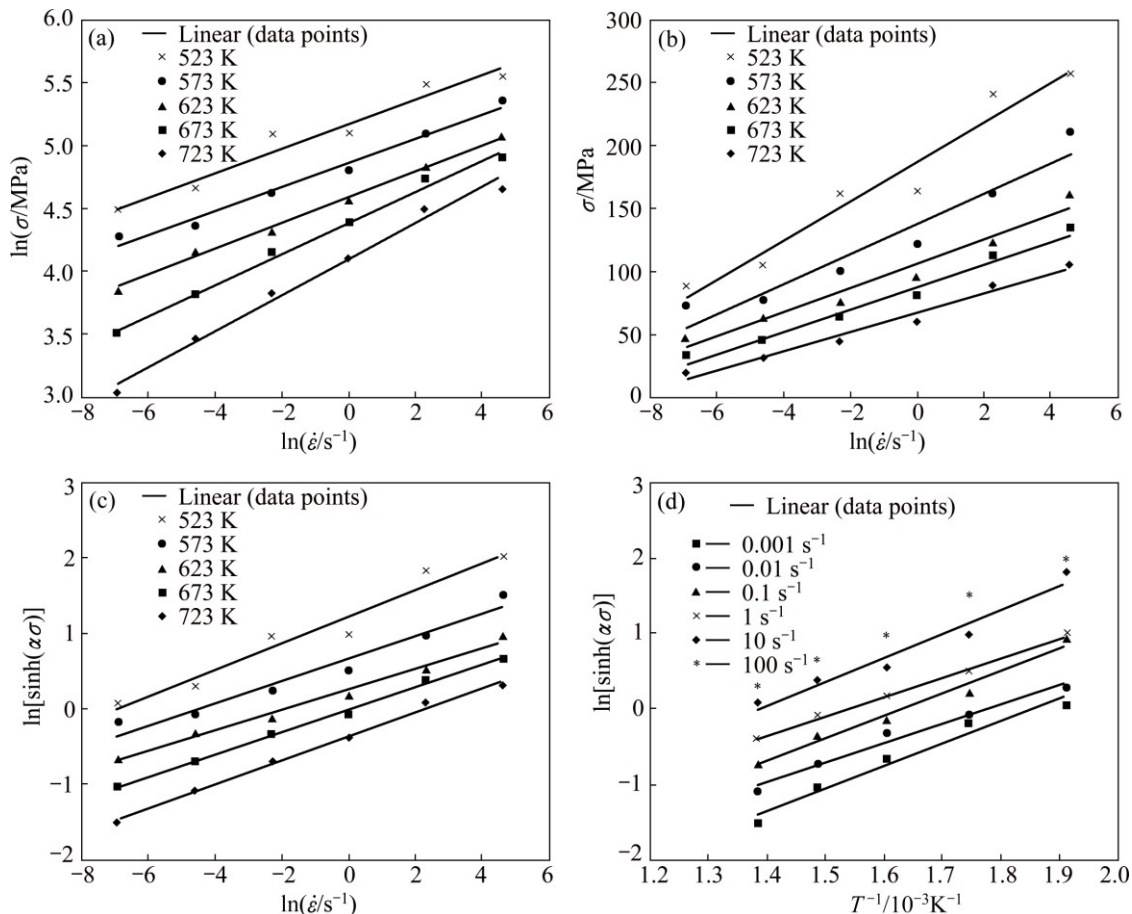 (a)
Linear (data points)
× 523 K
● 573 K
▲ 623 K
■ 673 K
◆ 723 K
6.0
5.5
5.0
4.5
4.0
3.5
3.0
ln(σ/MPa)
−8 −6 −4 −2 0 2 4 6
ln(ε̇/s⁻¹)
(b)
Linear (data points)
× 523 K
● 573 K
▲ 623 K
■ 673 K
◆ 723 K
300
250
200
150
100
50
0
σ/MPa
−8 −6 −4 −2 0 2 4 6
ln(ε̇/s⁻¹)
(c)
Linear (data points)
× 523 K
● 573 K
▲ 623 K
■ 673 K
◆ 723 K
3
2
1
0
−1
−2
ln[sinh(ασ)]
−8 −6 −4 −2 0 2 4 6
ln(ε̇/s⁻¹)
(d)
Linear (data points)
■ 0.001 s⁻¹
● 0.01 s⁻¹
▲ 0.1 s⁻¹
× 1 s⁻¹
◆ 10 s⁻¹
* 100 s⁻¹
3
2
1
0
−1
−2
ln[sinh(ασ)]
1.2 1.3 1.4 1.5 1.6 1.7 1.8 1.9 2.0
T⁻¹/10⁻³K⁻¹